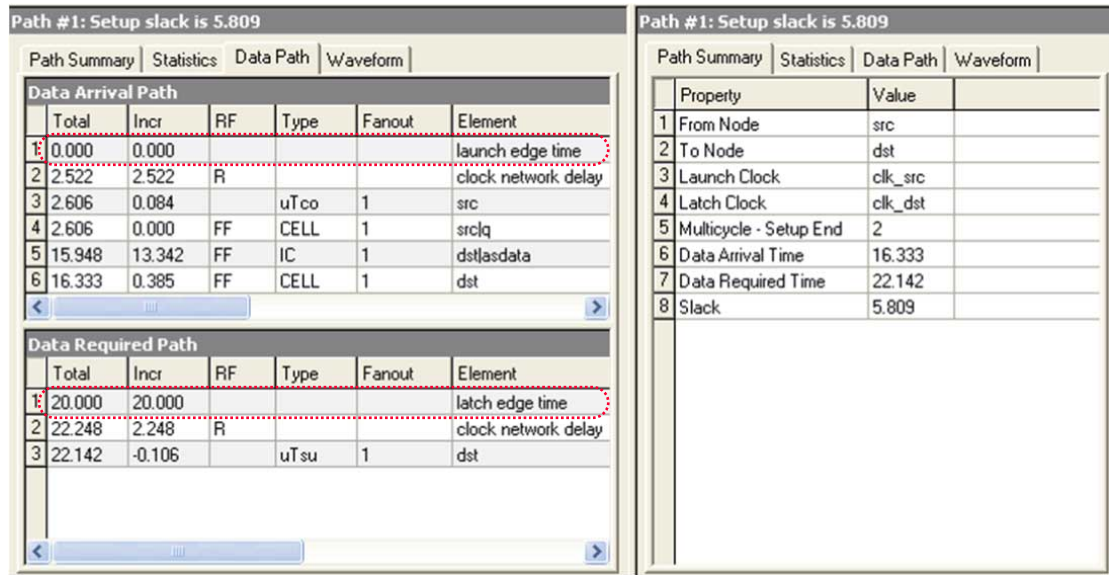 Path #1: Setup slack is 5.809
Path Summary Statistics Data Path Waveform
Data Arrival Path
Total Incr RF Type Fanout Element
1 0.000 0.000 launch edge time
2 2.522 2.522 R clock network delay
3 2.606 0.084 uTco 1 src
4 2.606 0.000 FF CELL 1 src|q
5 15.948 13.342 FF IC 1 dst|asdata
6 16.333 0.385 FF CELL 1 dst
Data Required Path
Total Incr RF Type Fanout Element
1 20.000 20.000 latch edge time
2 22.248 2.248 R clock network delay
3 22.142 -0.106 uTsu 1 dst
Path #1: Setup slack is 5.809
Path Summary Statistics Data Path Waveform
Property Value
1 From Node src
2 To Node dst
3 Launch Clock clk_src
4 Latch Clock clk_dst
5 Multicycle - Setup End 2
6 Data Arrival Time 16.333
7 Data Required Time 22.142
8 Slack 5.809